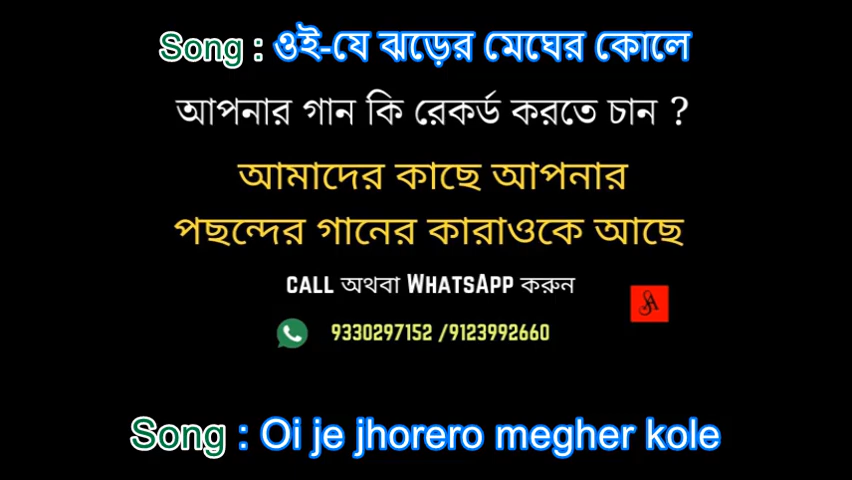 Song : ওই-যে ঝড়ের মেঘের কোলে
আপনার গান কি রেকর্ড করতে চান ?
আমাদের কাছে আপনার
পছন্দের গানের কারাওকে আছে
CALL অথবা WHATSAPP করুন
9330297152 /9123992660
Song : Oi je jhorero megher kole